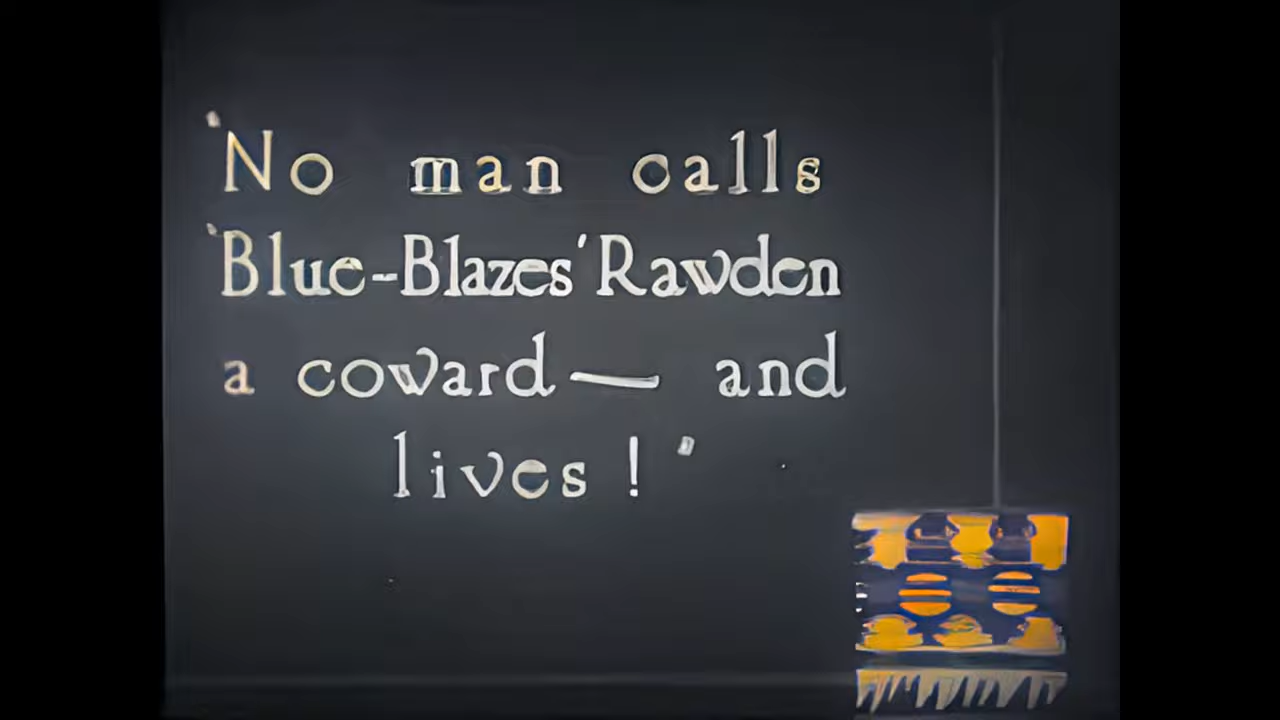 'No man calls
'Blue-Blazes' Rawden
a coward — and
lives!'